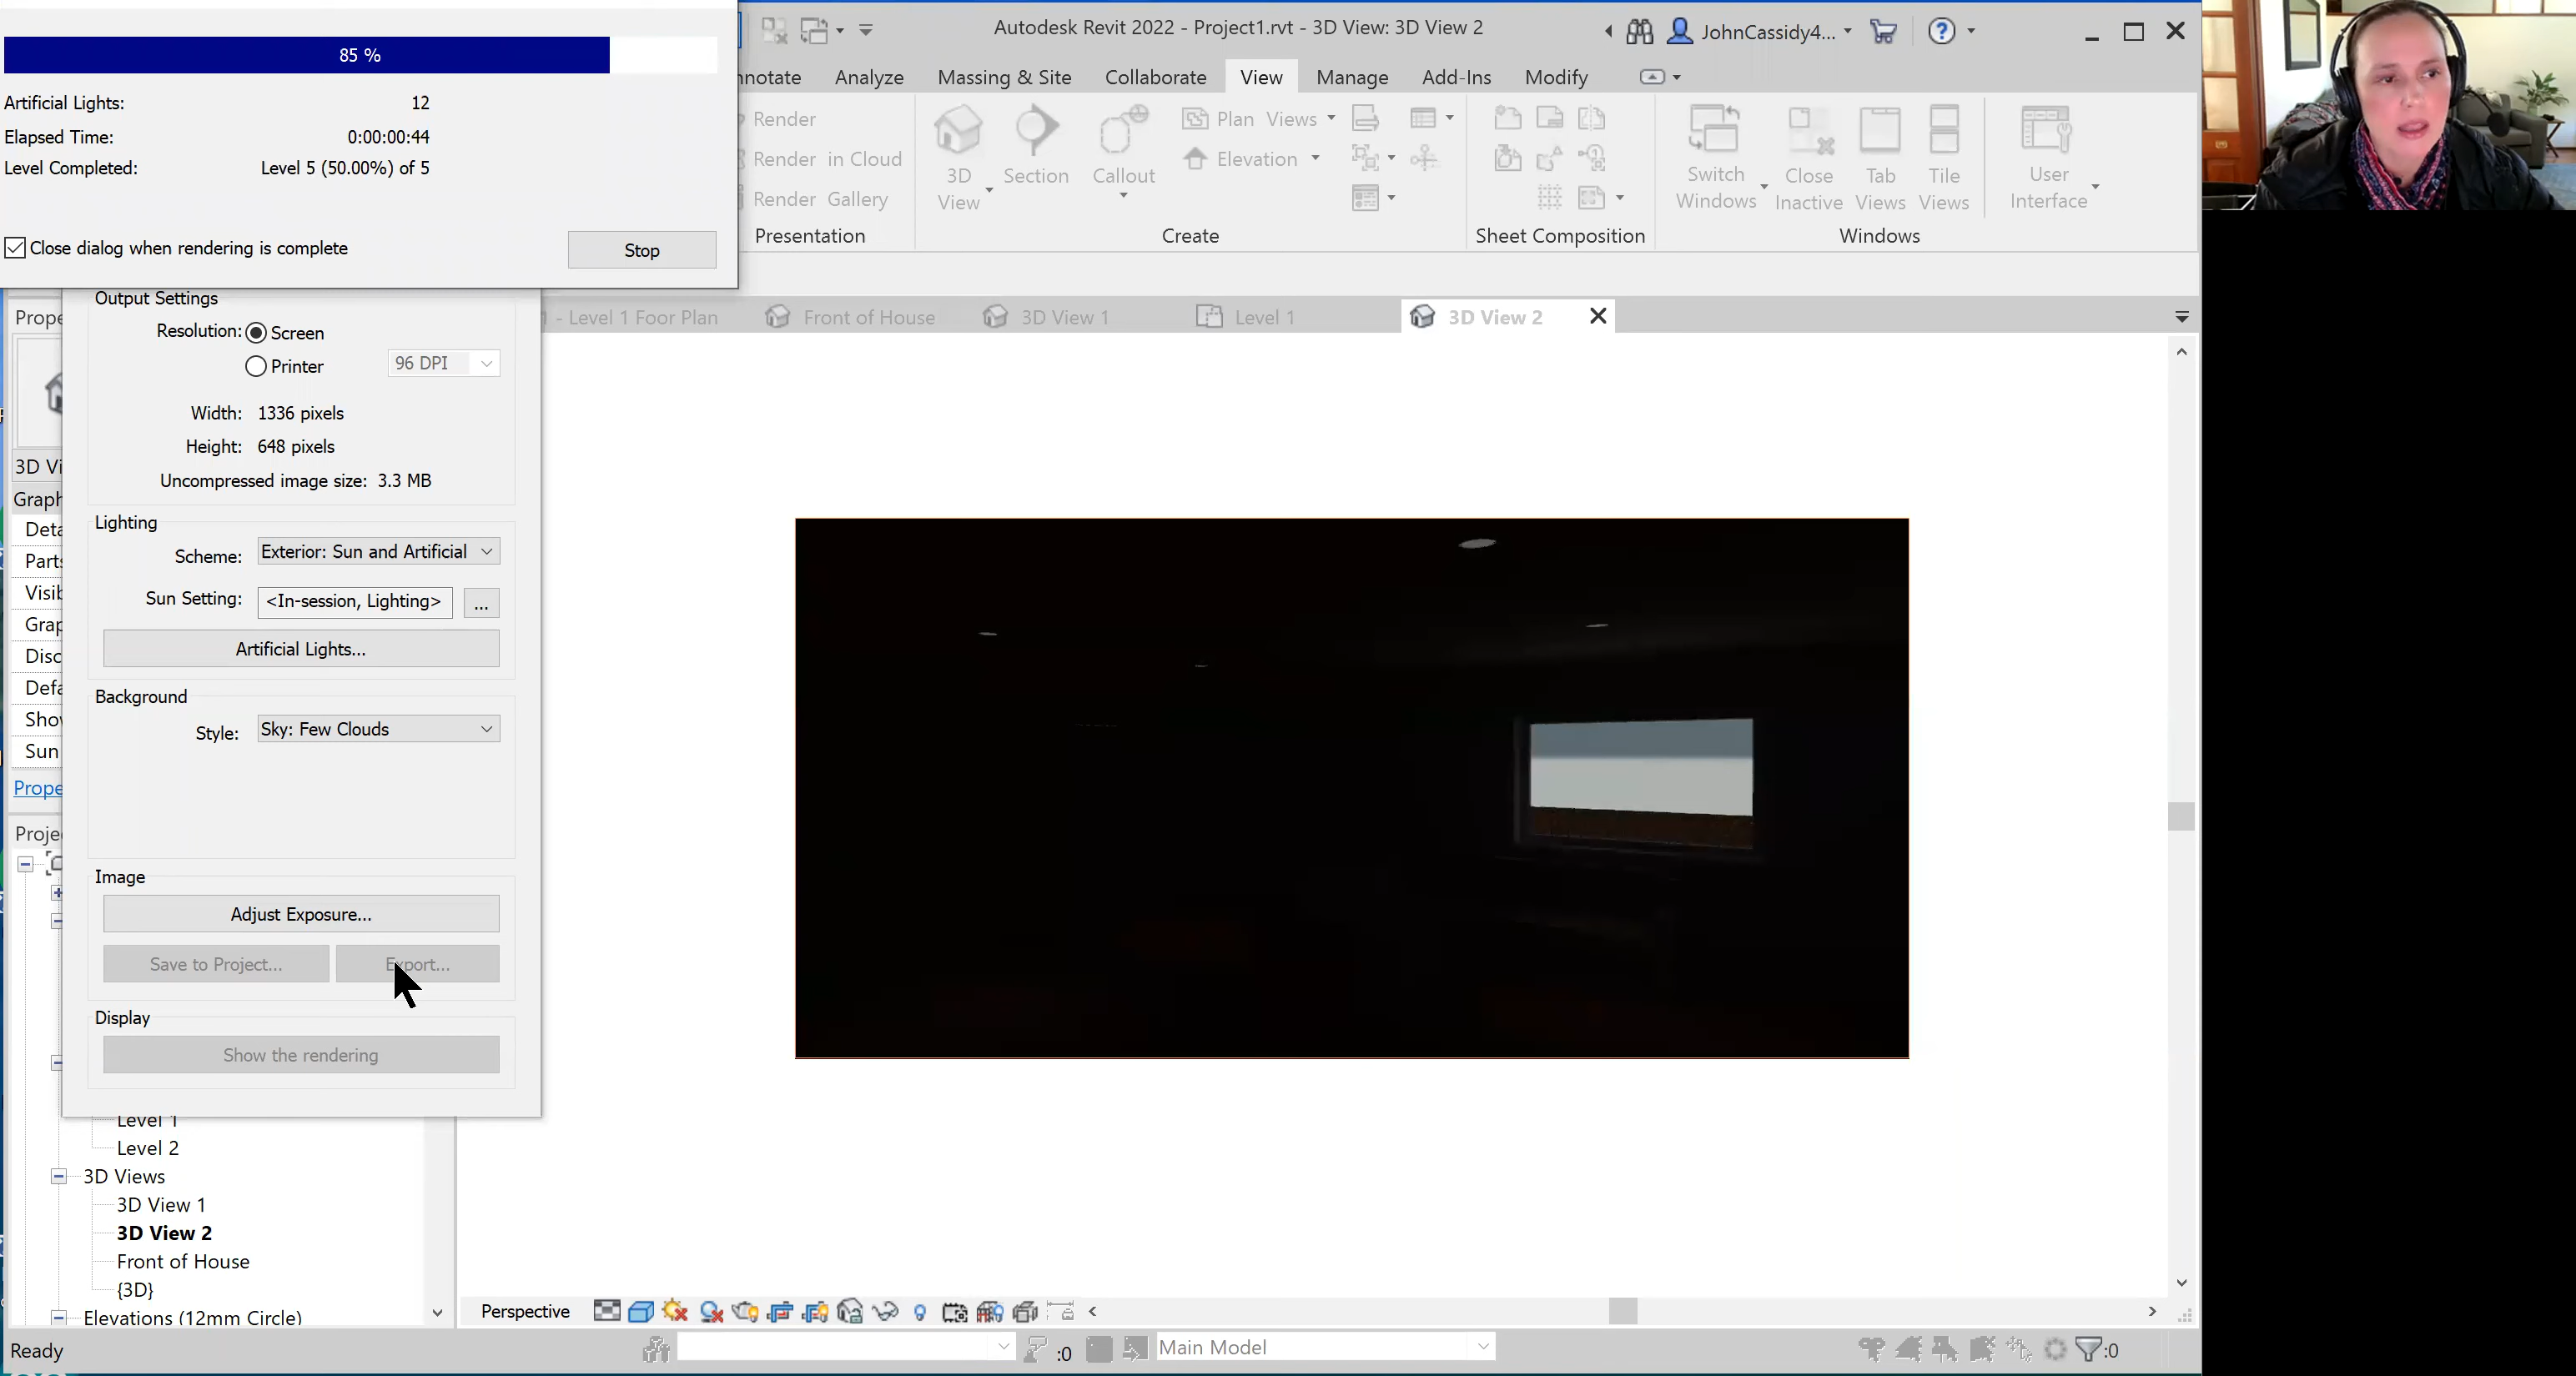 85 %
Artificial Lights: 12
Elapsed Time: 0:00:00:44
Level Completed: Level 5 (50.00%) of 5
Close dialog when rendering is complete
Stop
Autodesk Revit 2022 - Project1.rvt - 3D View: 3D View 2
JohnCassidy4...
nnotate Analyze Massing & Site Collaborate View Manage Add-Ins Modify
Render
Render in Cloud
Render Gallery
Presentation
3D View
Section
Callout
Plan Views
Elevation
Create
Sheet Composition
Switch Windows
Close Inactive
Tab Views
Tile Views
User Interface
Windows
1 - Level 1 Foor Plan
Front of House
3D View 1
Level 1
3D View 2
Output Settings
Resolution: Screen
Printer 96 DPI
Width: 1336 pixels
Height: 648 pixels
Uncompressed image size: 3.3 MB
Lighting
Scheme: Exterior: Sun and Artificial
Sun Setting: <In-session, Lighting> ...
Artificial Lights...
Background
Style: Sky: Few Clouds
Image
Adjust Exposure...
Save to Project... Export...
Display
Show the rendering
Prope
3D Vi
Graph
Deta
Parts
Visib
Grap
Disc
Defa
Show
Sun
Prope
Projec
Level 1
Level 2
3D Views
3D View 1
3D View 2
Front of House
{3D}
Elevations (12mm Circle)
Perspective
Ready
:0
Main Model
:0